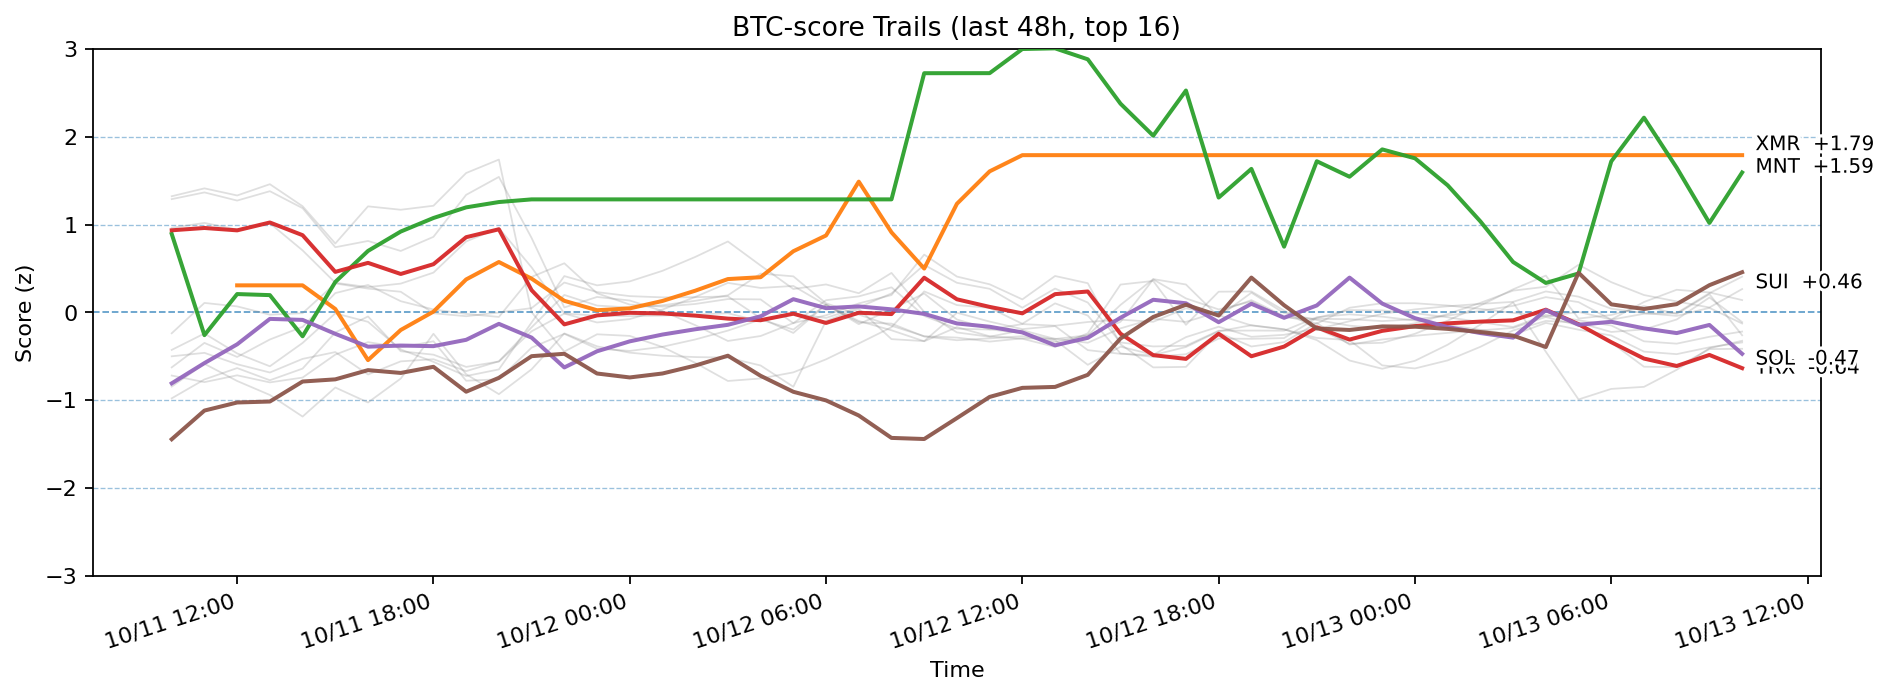 BTC-score Trails (last 48h, top 16)
Score (z)
3
2
1
0
−1
−2
−3
XMR +1.79
MNT +1.59
SUI +0.46
SOL -0.47
TRX -0.64
10/11 12:00
10/11 18:00
10/12 00:00
10/12 06:00
10/12 12:00
10/12 18:00
10/13 00:00
10/13 06:00
10/13 12:00
Time